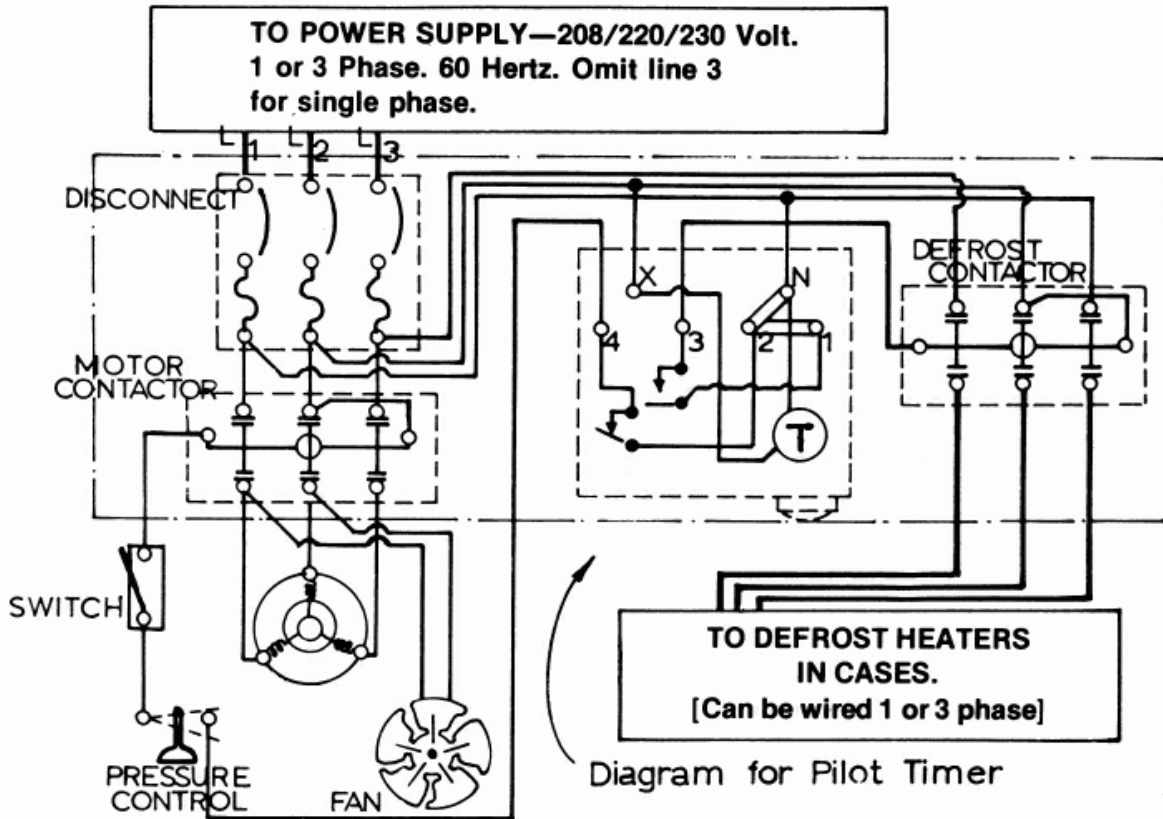 TO POWER SUPPLY—208/220/230 Volt.
1 or 3 Phase. 60 Hertz. Omit line 3
for single phase.
L1 L2 L3
DISCONNECT
X N
4 3 2 1
DEFROST
CONTACTOR
MOTOR
CONTACTOR
T
SWITCH
TO DEFROST HEATERS
IN CASES.
[Can be wired 1 or 3 phase]
PRESSURE
CONTROL
FAN
Diagram for Pilot Timer